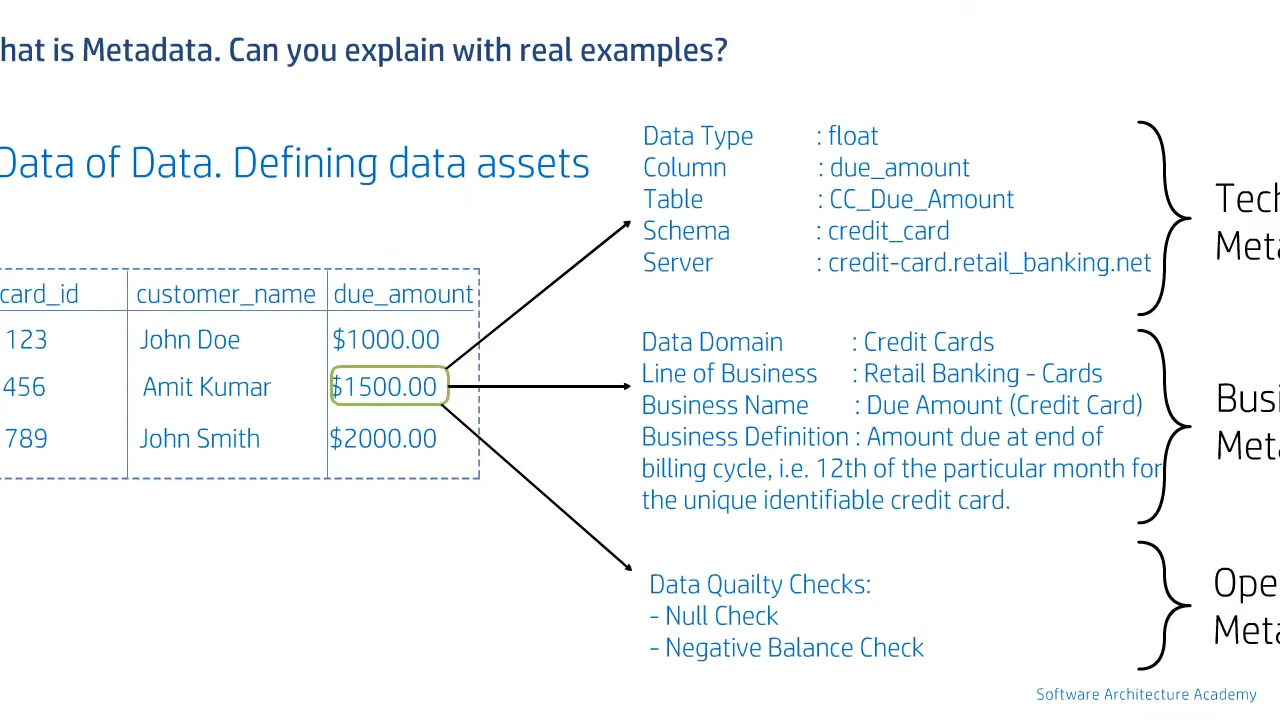 hat is Metadata. Can you explain with real examples?
Data of Data. Defining data assets
card_id customer_name due_amount
123 John Doe $1000.00
456 Amit Kumar $1500.00
789 John Smith $2000.00
Data Type : float
Column : due_amount
Table : CC_Due_Amount
Schema : credit_card
Server : credit-card.retail_banking.net
Tech
Meta
Data Domain : Credit Cards
Line of Business : Retail Banking - Cards
Business Name : Due Amount (Credit Card)
Business Definition : Amount due at end of
billing cycle, i.e. 12th of the particular month for
the unique identifiable credit card.
Busi
Meta
Data Quailty Checks:
- Null Check
- Negative Balance Check
Ope
Meta
Software Architecture Academy